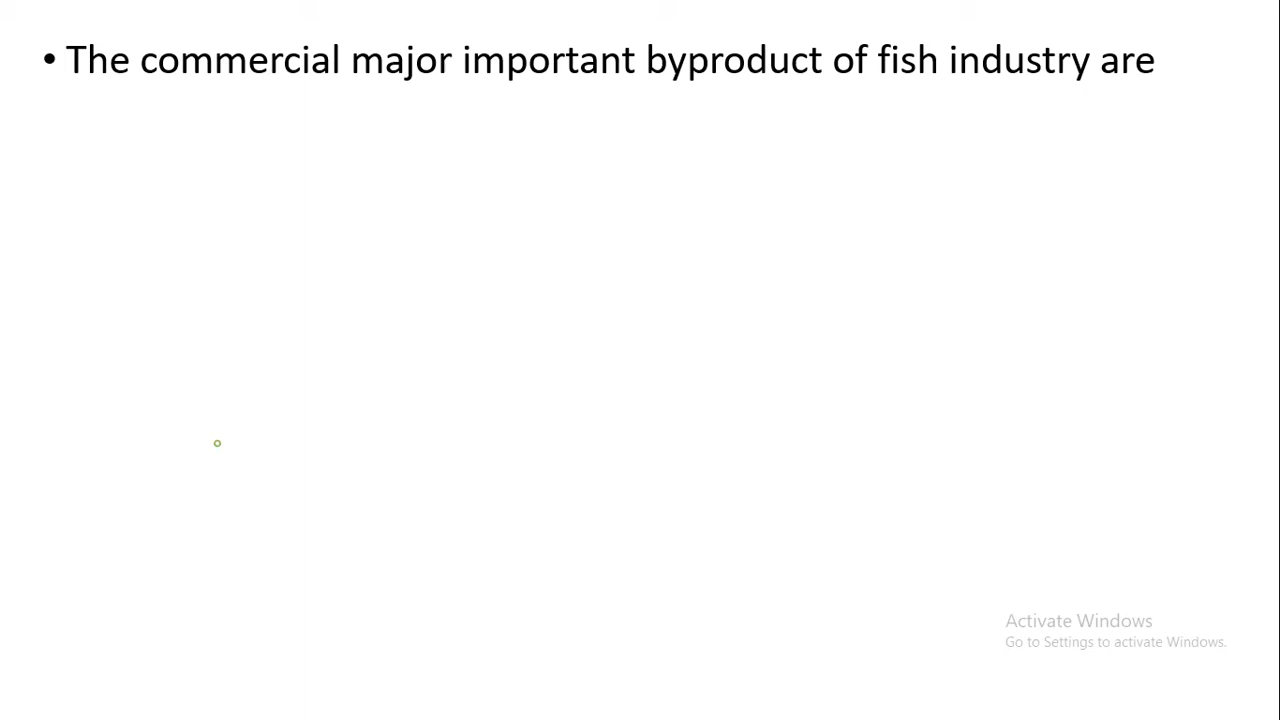 • The commercial major important byproduct of fish industry are
Activate Windows
Go to Settings to activate Windows.